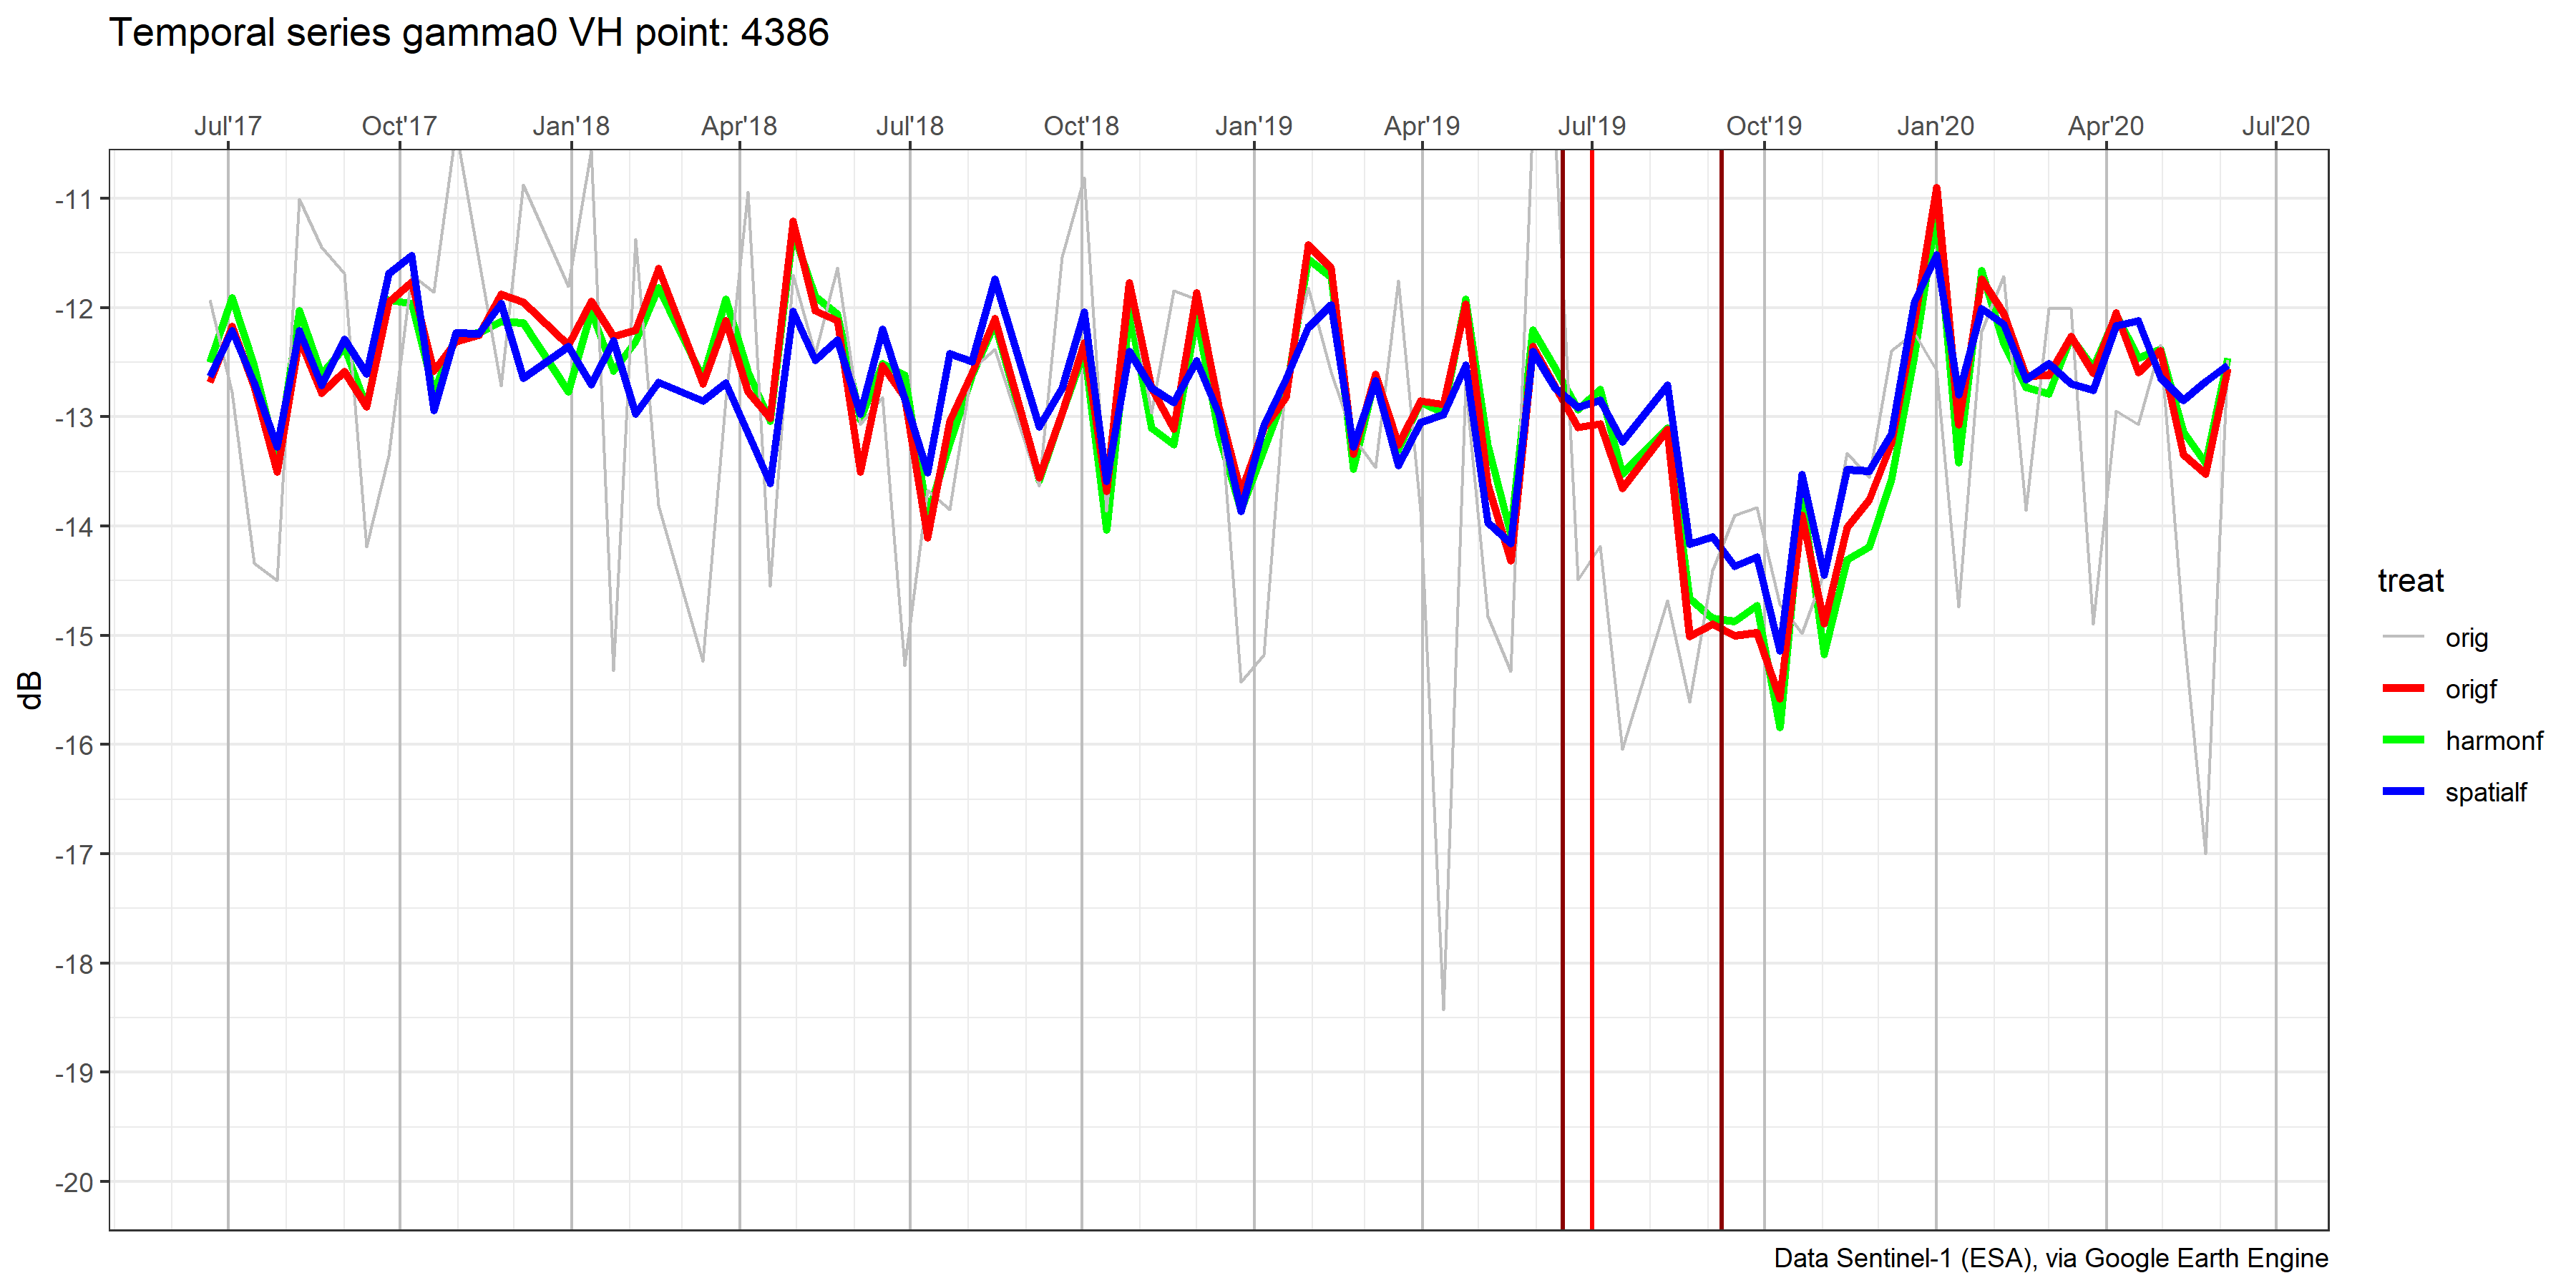 Temporal series gamma0 VH point: 4386
Jul'17 Oct'17 Jan'18 Apr'18 Jul'18 Oct'18 Jan'19 Apr'19 Jul'19 Oct'19 Jan'20 Apr'20 Jul'20
-11
-12
-13
-14
-15
-16
-17
-18
-19
-20
dB
treat
orig
origf
harmonf
spatialf
Data Sentinel-1 (ESA), via Google Earth Engine